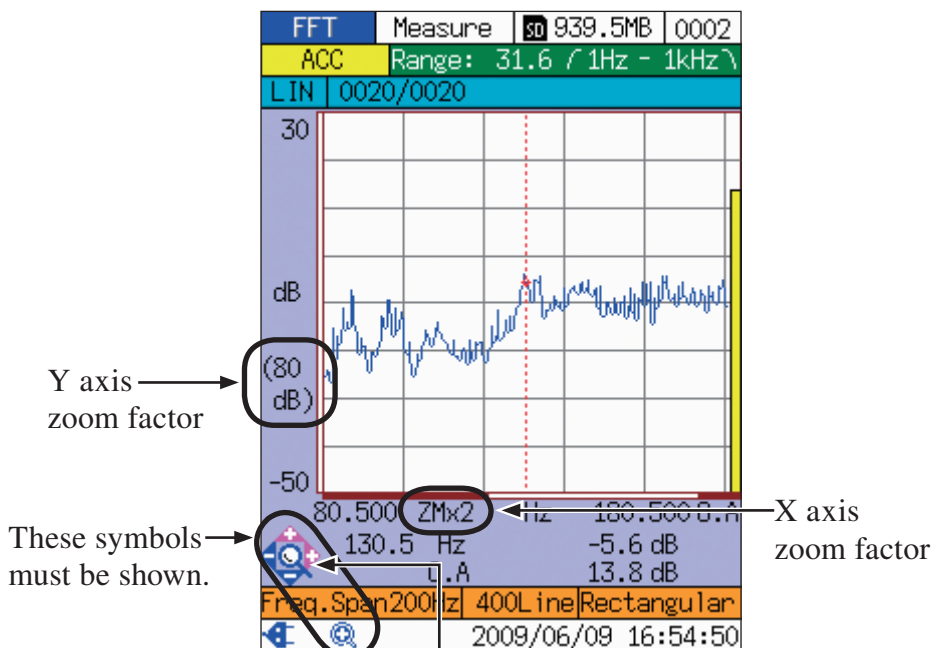 FFT Measure SD 939.5MB 0002
ACC Range: 31.6 / 1Hz - 1kHz \
LIN 0020/0020
30
dB
(80
dB)
-50
Y axis
zoom factor
80.500 ZMx2 Hz 180.500 O.A
X axis
zoom factor
These symbols
must be shown.
130.5 Hz -5.6 dB
O.A 13.8 dB
Freq.Span200Hz 400Line Rectangular
2009/06/09 16:54:50